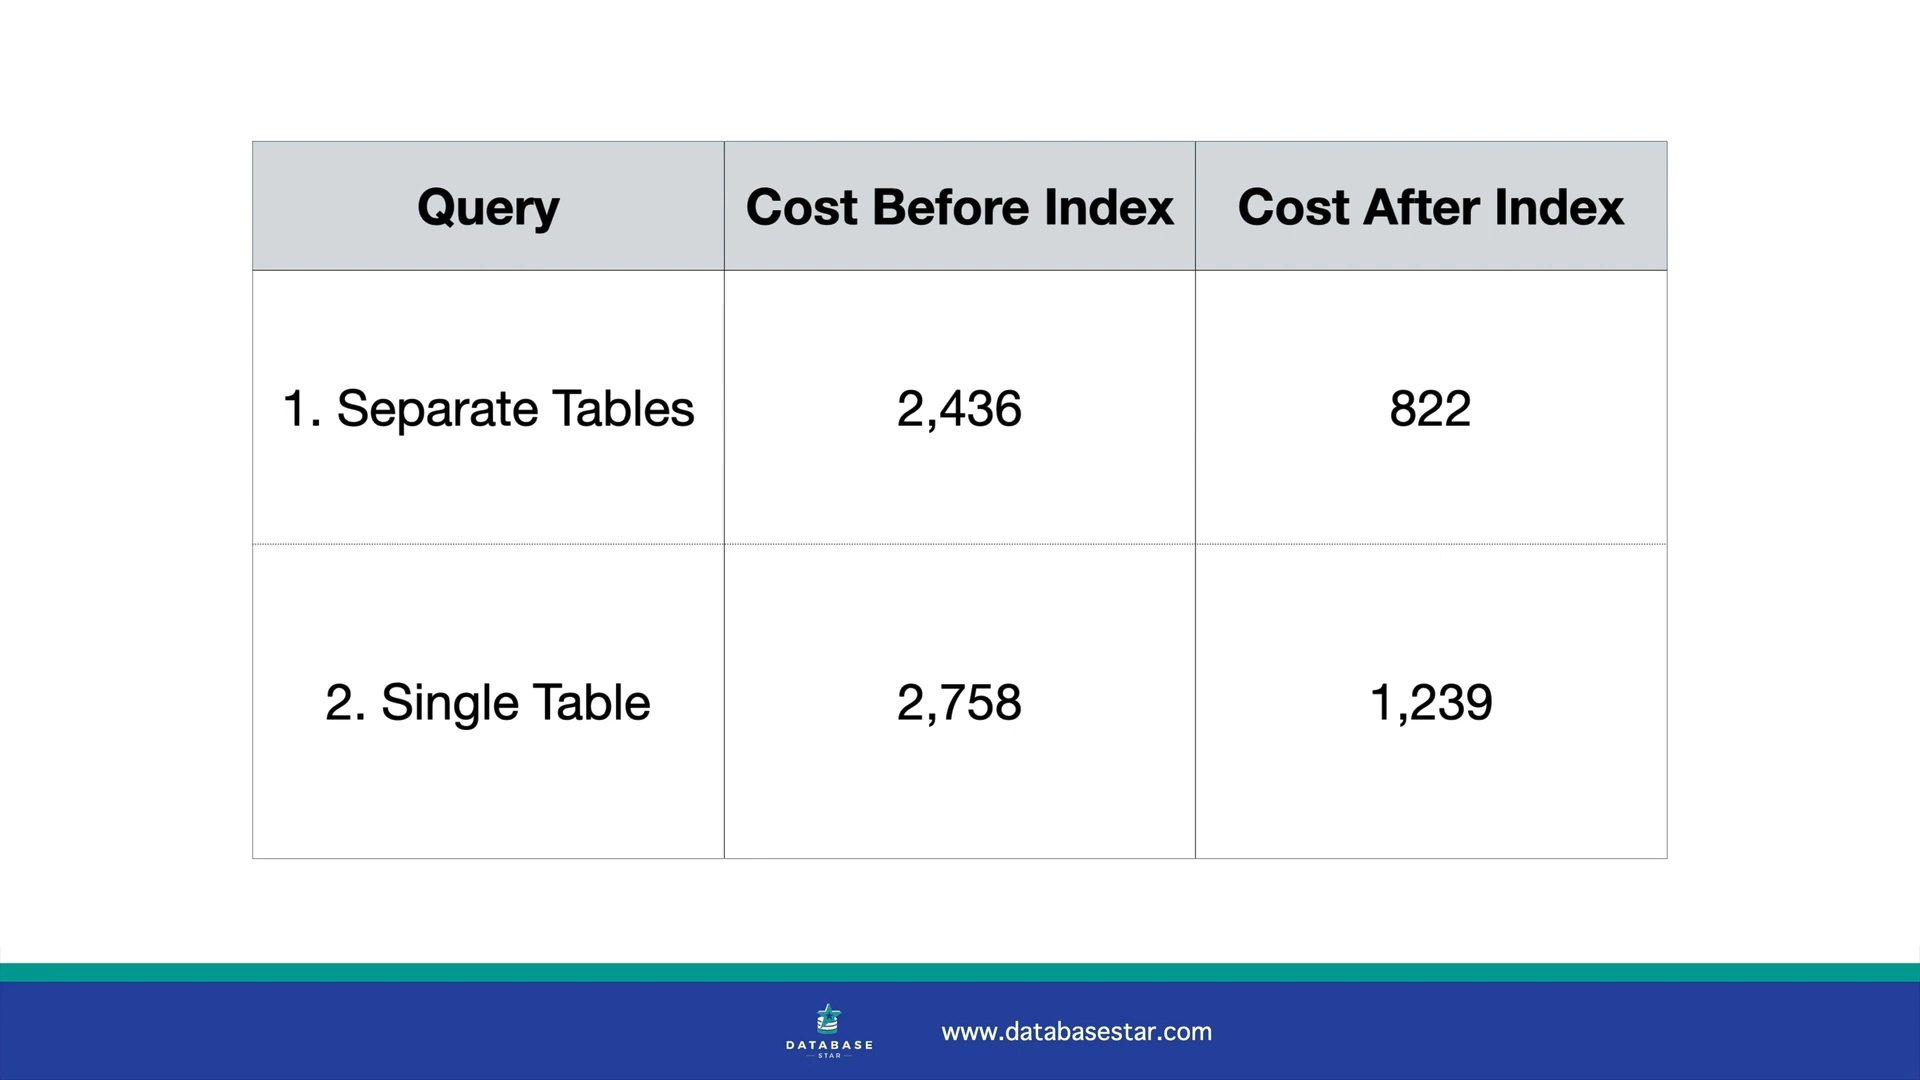 Query Cost Before Index Cost After Index
1. Separate Tables 2,436 822
2. Single Table 2,758 1,239
DATABASE
STAR
www.databasestar.com